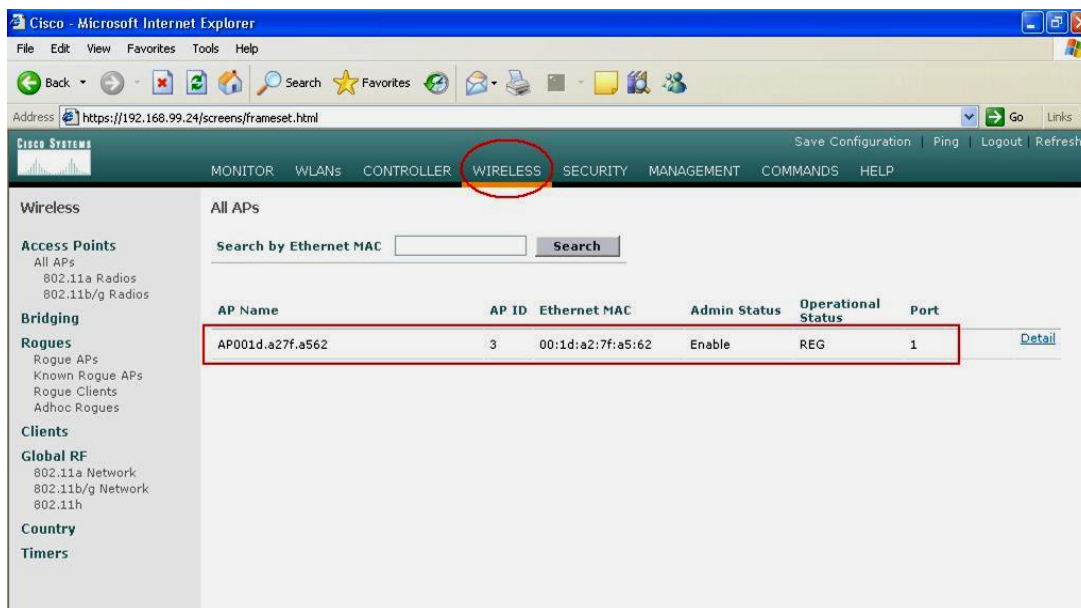 Cisco - Microsoft Internet Explorer
File Edit View Favorites Tools Help
Back Search Favorites
Address https://192.168.99.24/screens/frameset.html Go Links
CISCO SYSTEMS
Save Configuration | Ping | Logout | Refresh
MONITOR WLANs CONTROLLER WIRELESS SECURITY MANAGEMENT COMMANDS HELP
Wireless
Access Points
All APs
802.11a Radios
802.11b/g Radios
Bridging
Rogues
Rogue APs
Known Rogue APs
Rogue Clients
Adhoc Rogues
Clients
Global RF
802.11a Network
802.11b/g Network
802.11h
Country
Timers
All APs
Search by Ethernet MAC Search
AP Name AP ID Ethernet MAC Admin Status Operational Status Port
AP001d.a27f.a562 3 00:1d:a2:7f:a5:62 Enable REG 1 Detail